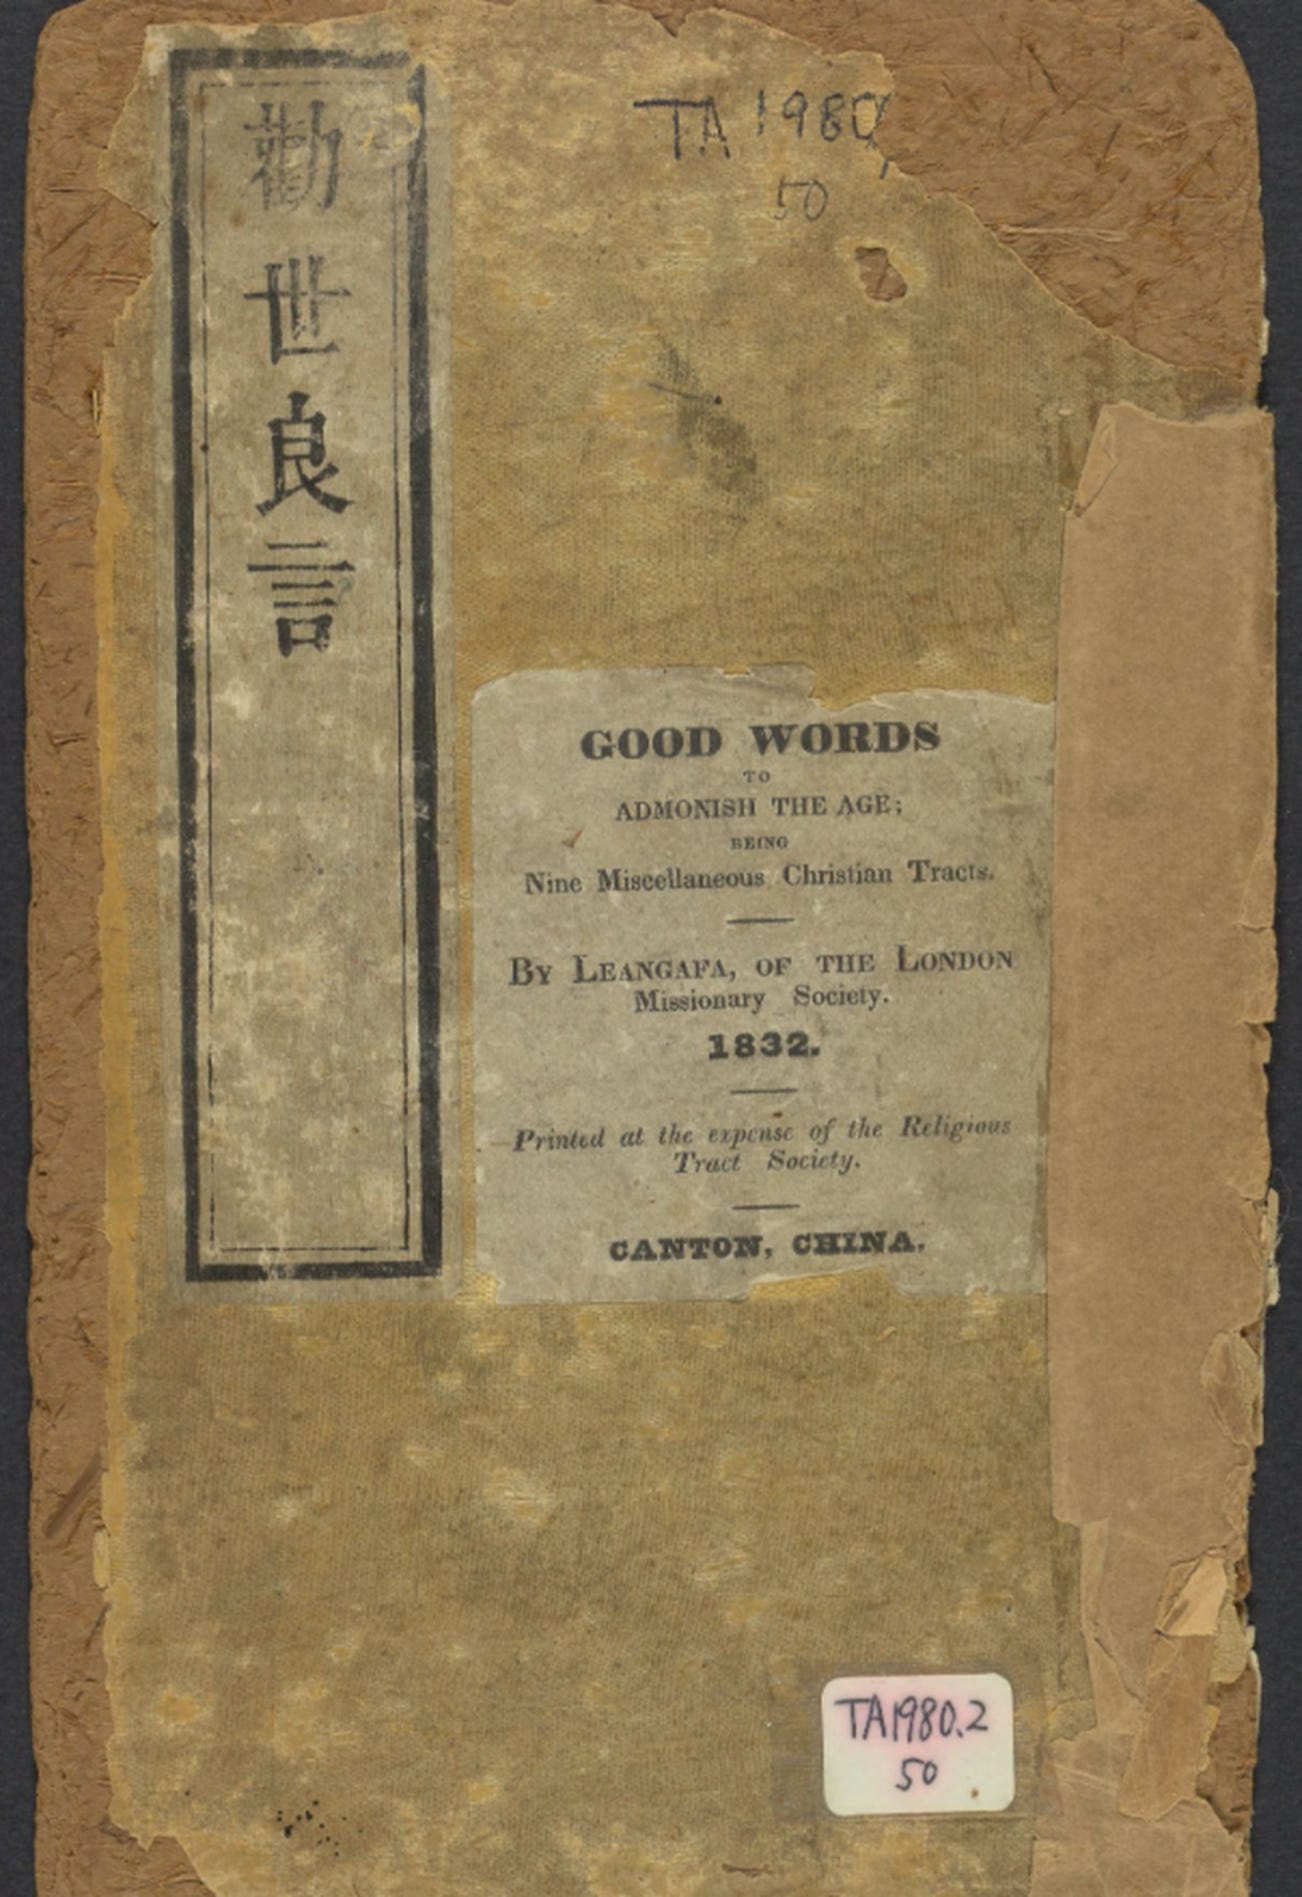 勸世良言
TA 1980
50
GOOD WORDS
TO
ADMONISH THE AGE;
BEING
Nine Miscellaneous Christian Tracts.
BY LEANGAFA, OF THE LONDON
Missionary Society.
1832.
Printed at the expense of the Religious
Tract Society.
CANTON, CHINA.
TA1980.2
50